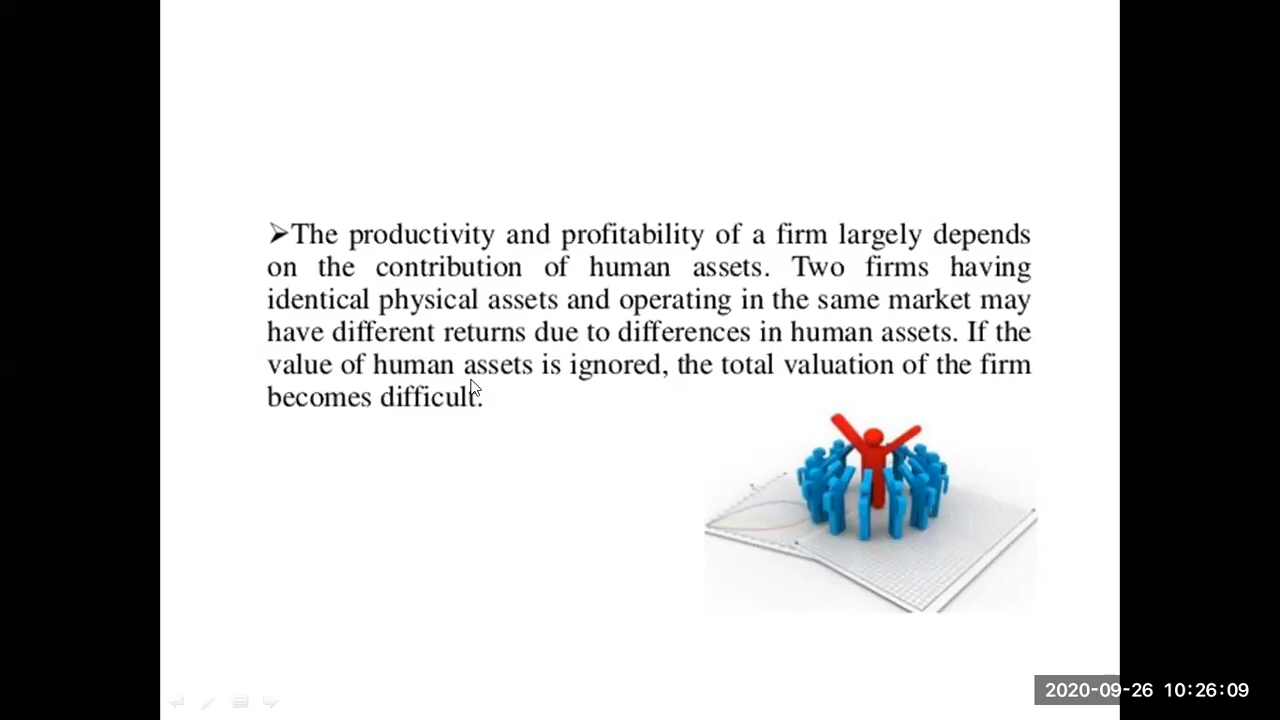 ➢The productivity and profitability of a firm largely depends
on the contribution of human assets. Two firms having
identical physical assets and operating in the same market may
have different returns due to differences in human assets. If the
value of human assets is ignored, the total valuation of the firm
becomes difficult.
2020-09-26 10:26:09